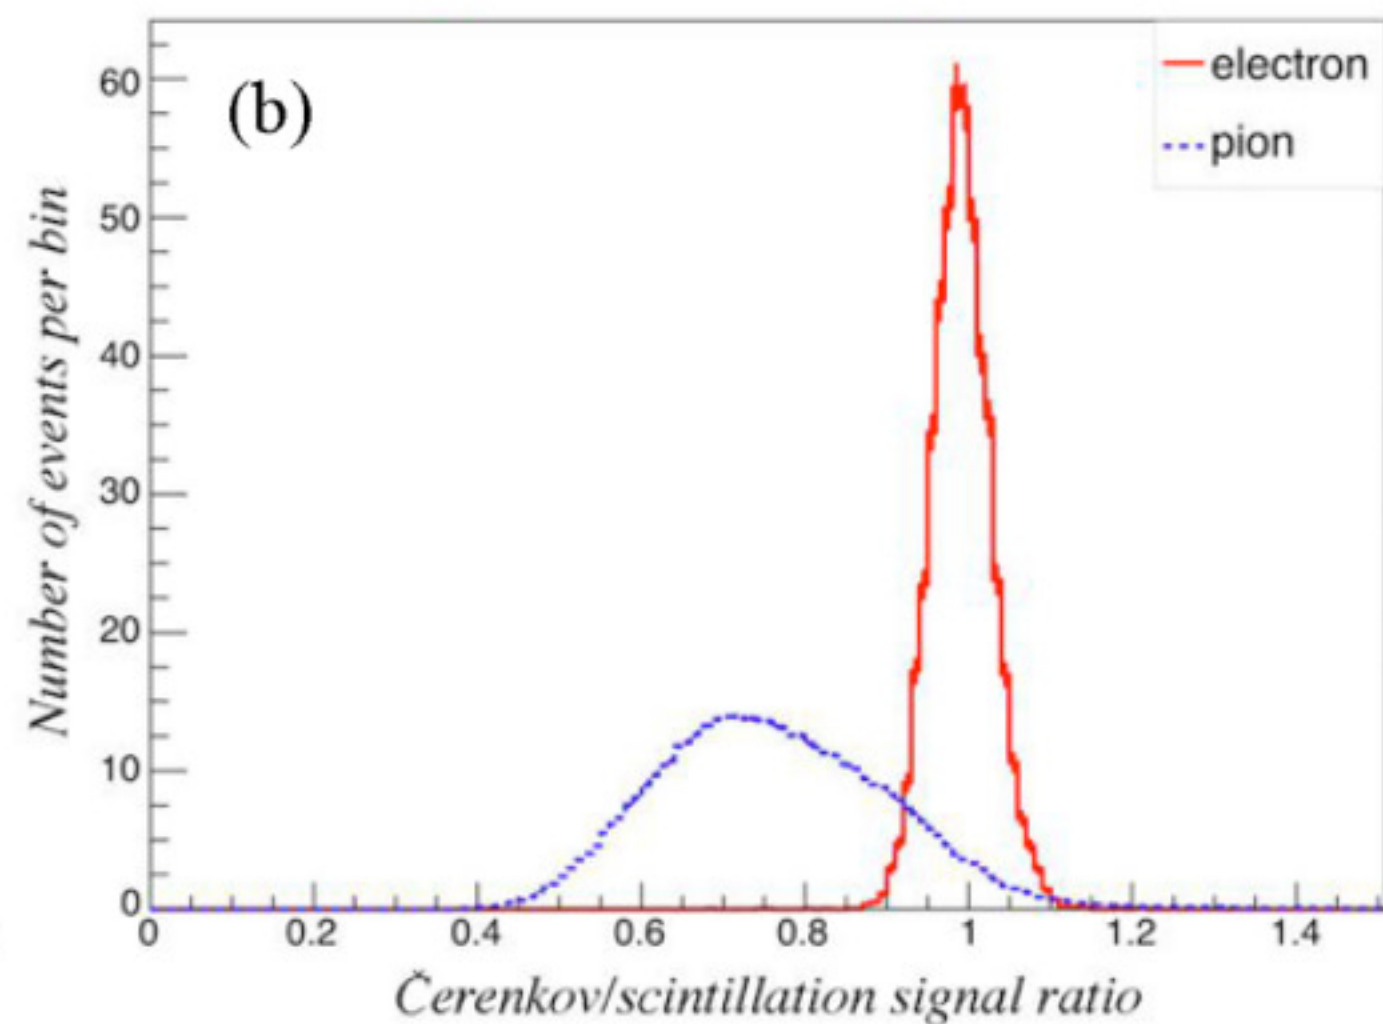 (b)
electron
pion
Number of events per bin
60
50
40
30
20
10
0
0 0.2 0.4 0.6 0.8 1 1.2 1.4
Čerenkov/scintillation signal ratio